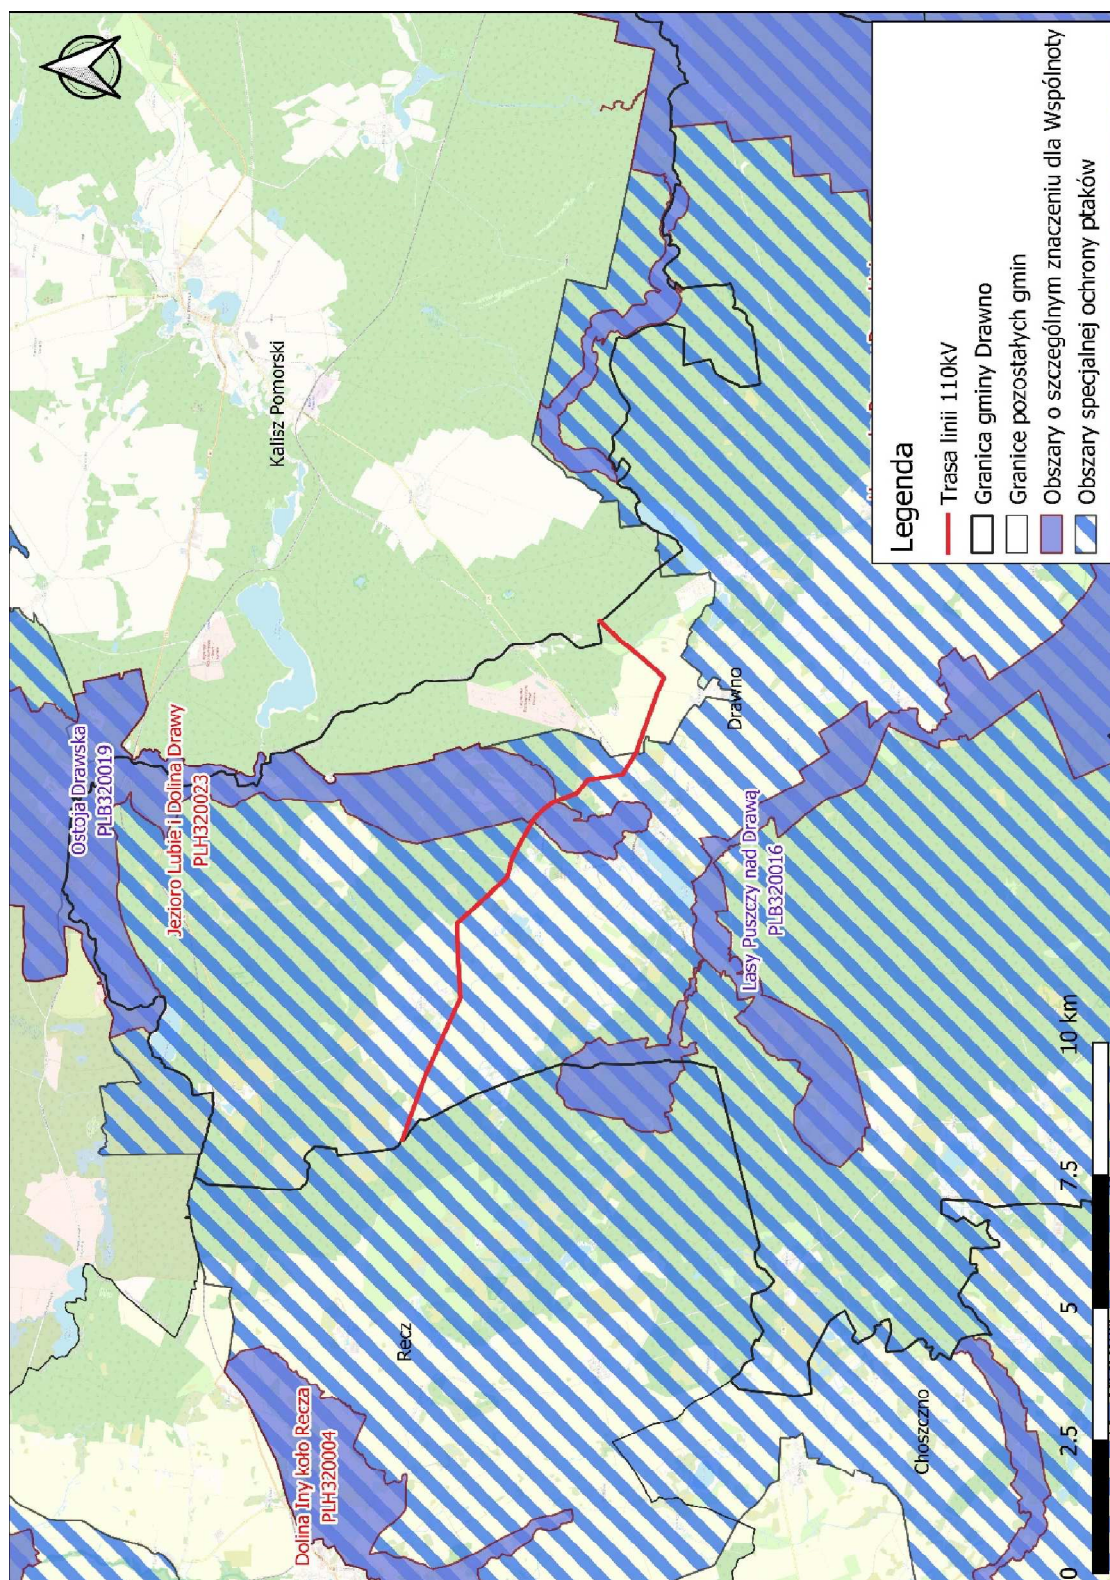 Ostoja Drawska
PLB320019
Jezioro Lubie i Dolina Drawy
PLH320023
Kalisz Pomorski
Dolina Iny koło Recza
PLH320004
Recz
Drawno
Lasy Puszczy nad Drawą
PLB320016
Choszczno
Legenda
Trasa linii 110kV
Granica gminy Drawno
Granice pozostałych gmin
Obszary o szczególnym znaczeniu dla Wspólnoty
Obszary specjalnej ochrony ptaków
0
2.5
5
7.5
10 km